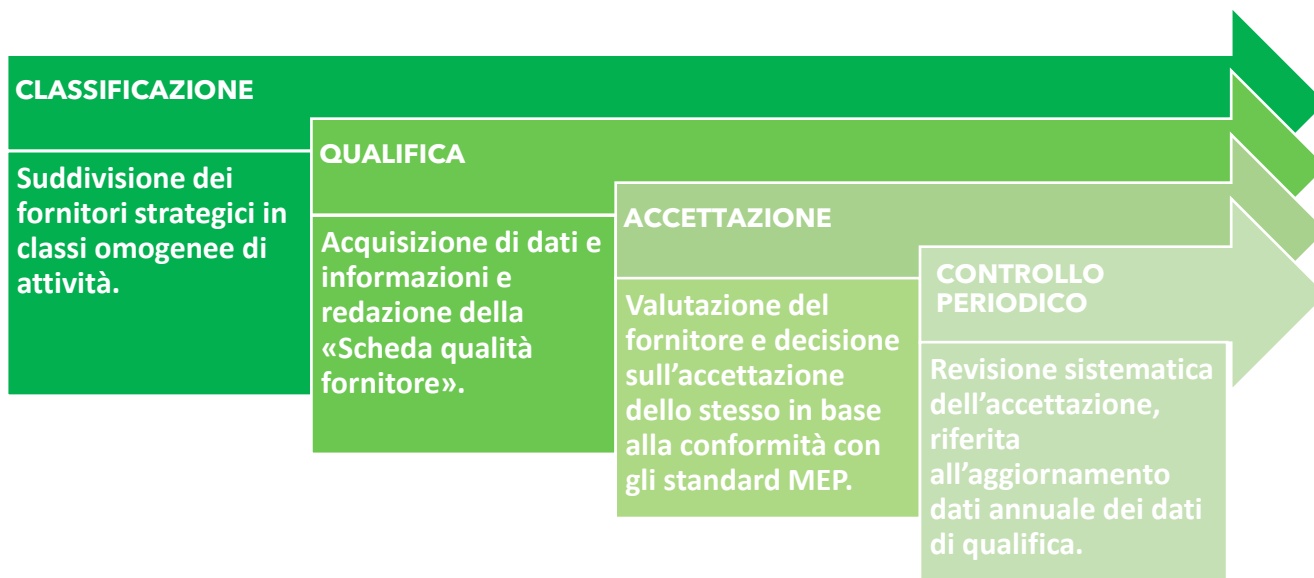 CLASSIFICAZIONE
Suddivisione dei
fornitori strategici in
classi omogenee di
attività.
QUALIFICA
Acquisizione di dati e
informazioni e
redazione della
«Scheda qualità
fornitore».
ACCETTAZIONE
Valutazione del
fornitore e decisione
sull’accettazione
dello stesso in base
alla conformità con
gli standard MEP.
CONTROLLO
PERIODICO
Revisione sistematica
dell’accettazione,
riferita
all’aggiornamento
dati annuale dei dati
di qualifica.